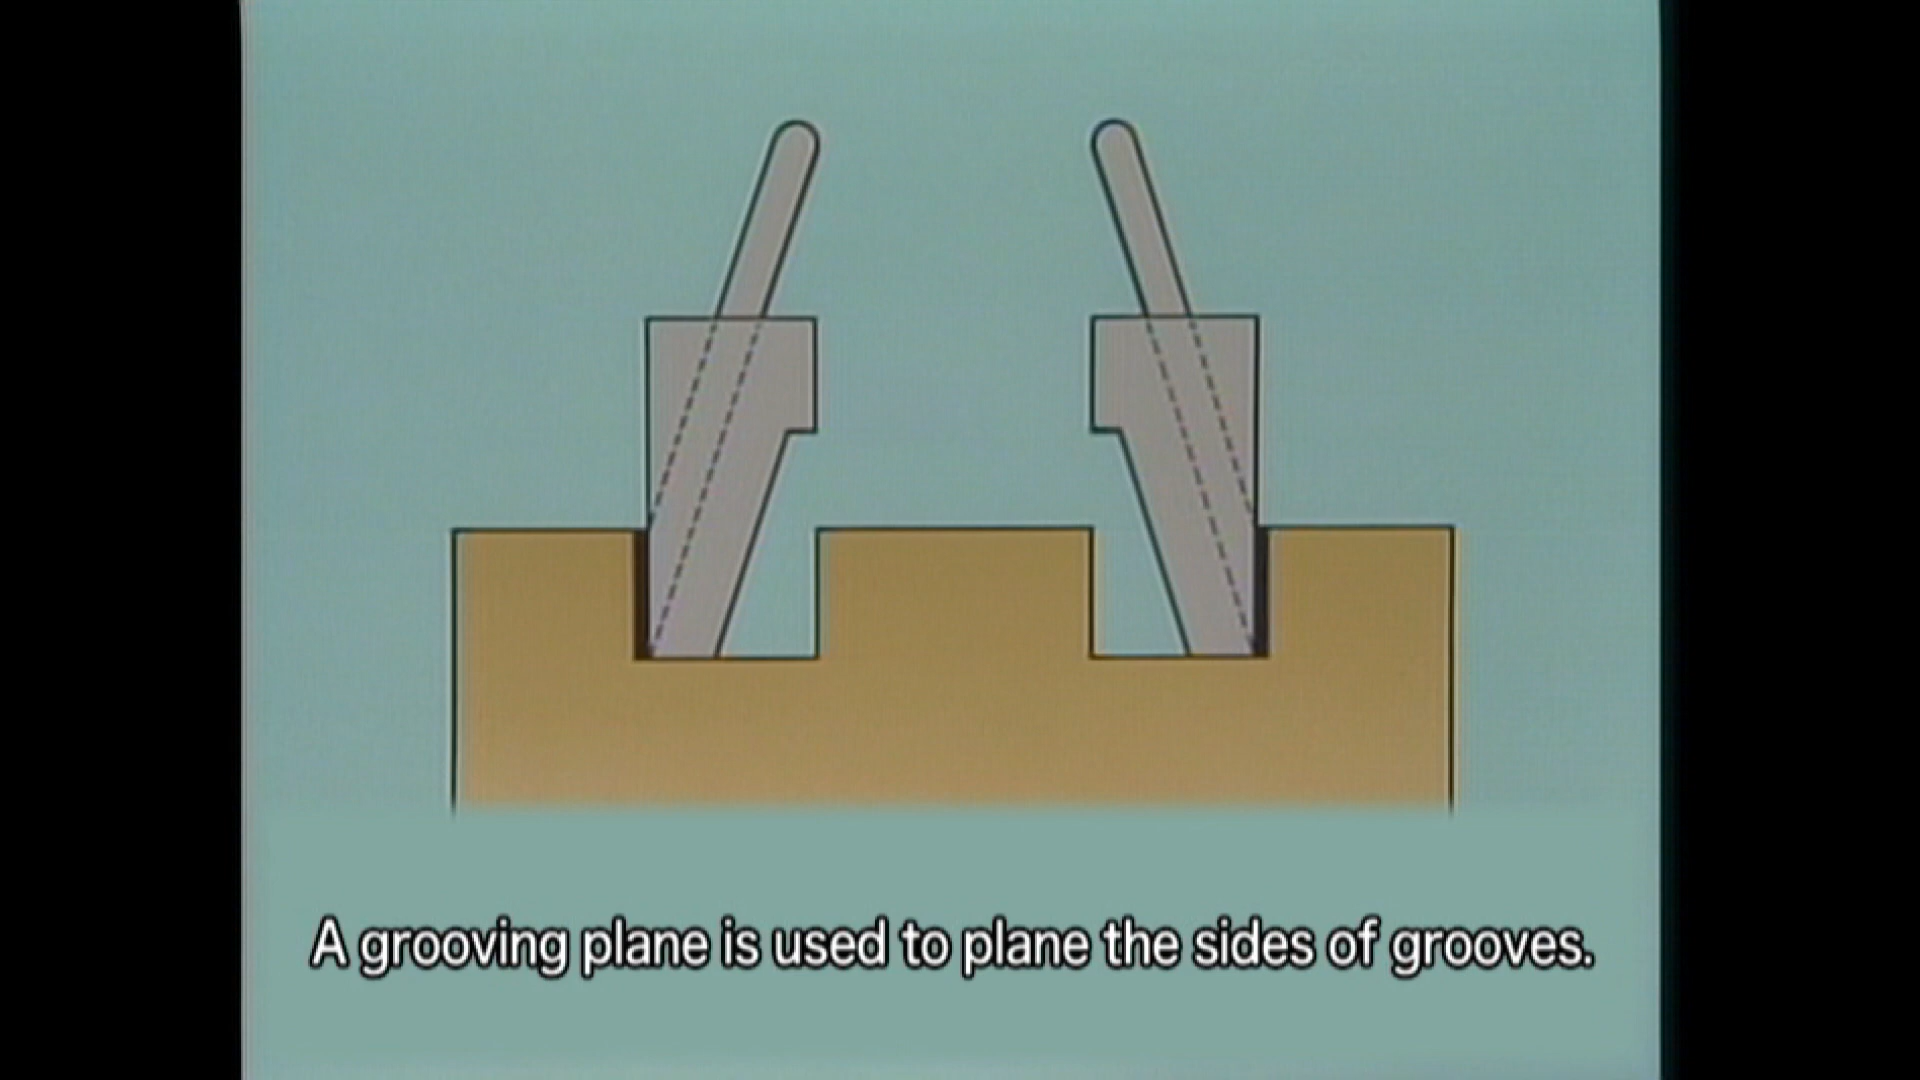 A grooving plane is used to plane the sides of grooves.